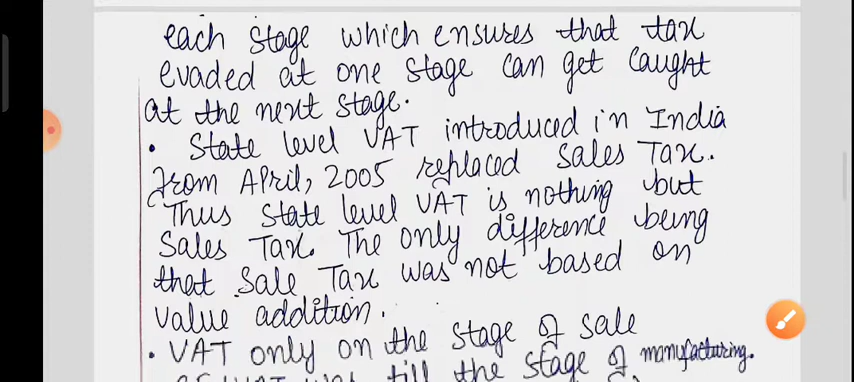 each stage which ensures that tax
evaded at one stage can get caught
at the next stage.
• State level VAT introduced in India
from April, 2005 replaced Sales Tax.
Thus State level VAT is nothing but
Sales Tax. The only difference being
that Sale Tax was not based on
value addition.
• VAT only on the stage of sale
was till the stage of manufacturing.